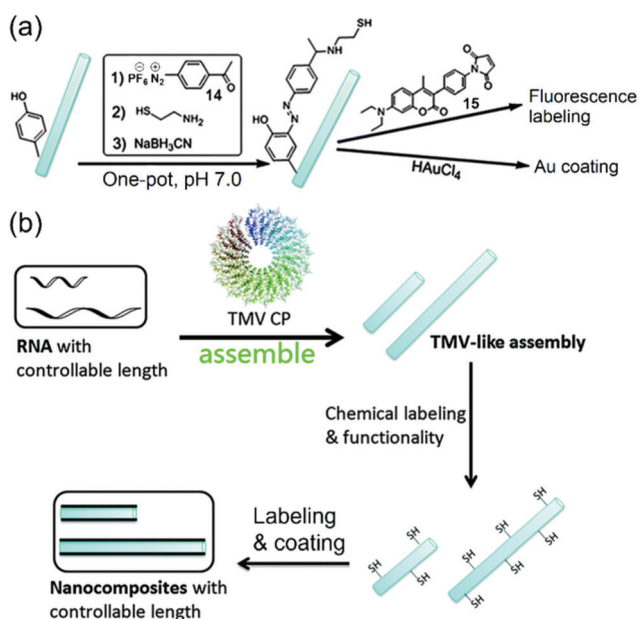 (a)
HO
1) PF6 ⊖ N2 ⊕
O
14
2) HS NH2
3) NaBH3CN
One-pot, pH 7.0
SH
NH
N
N
HO
N
O
O
N
O
O
15
Fluorescence
labeling
HAuCl4
Au coating
(b)
RNA with
controllable length
TMV CP
assemble
TMV-like assembly
Chemical labeling
& functionality
SH
SH
SH
SH
SH
SH
SH
SH
Labeling
& coating
Nanocomposites with
controllable length